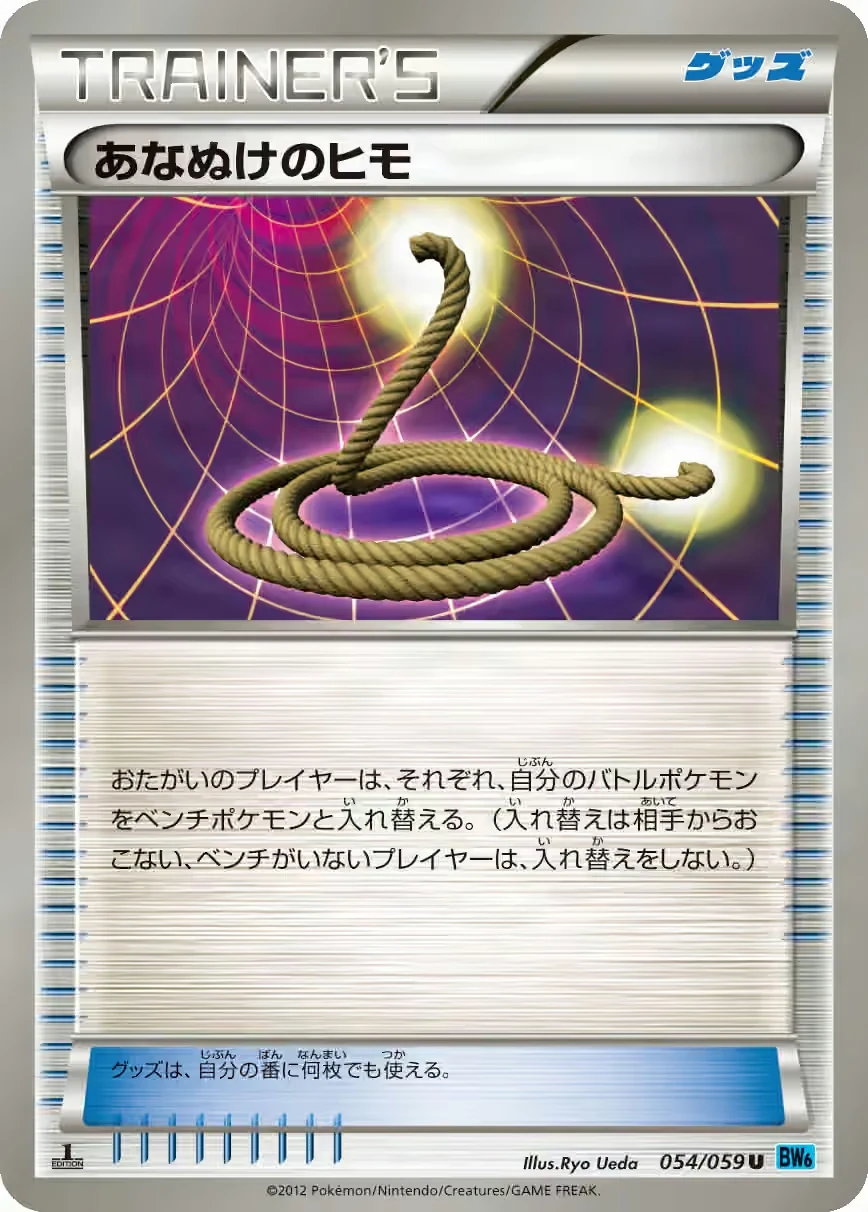 TRAINER'S
グッズ
あなぬけのヒモ
おたがいのプレイヤーは、それぞれ、自分のバトルポケモン
をベンチポケモンと入れ替える。（入れ替えは相手からお
こない、ベンチがいないプレイヤーは、入れ替えをしない。）
グッズは、自分の番に何枚でも使える。
1 EDITION
Illus.Ryo Ueda 054/059 U BW6
©2012 Pokémon/Nintendo/Creatures/GAME FREAK.